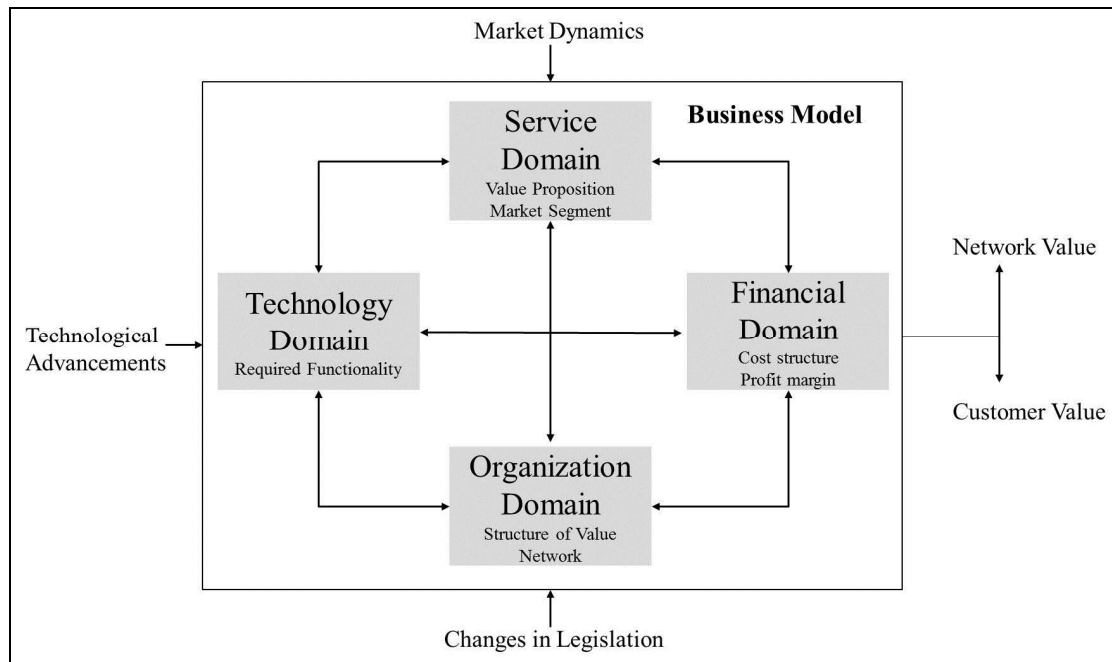 Market Dynamics
Business Model
Service
Domain
Value Proposition
Market Segment
Technology
Domain
Required Functionality
Financial
Domain
Cost structure
Profit margin
Organization
Domain
Structure of Value
Network
Technological
Advancements
Network Value
Customer Value
Changes in Legislation